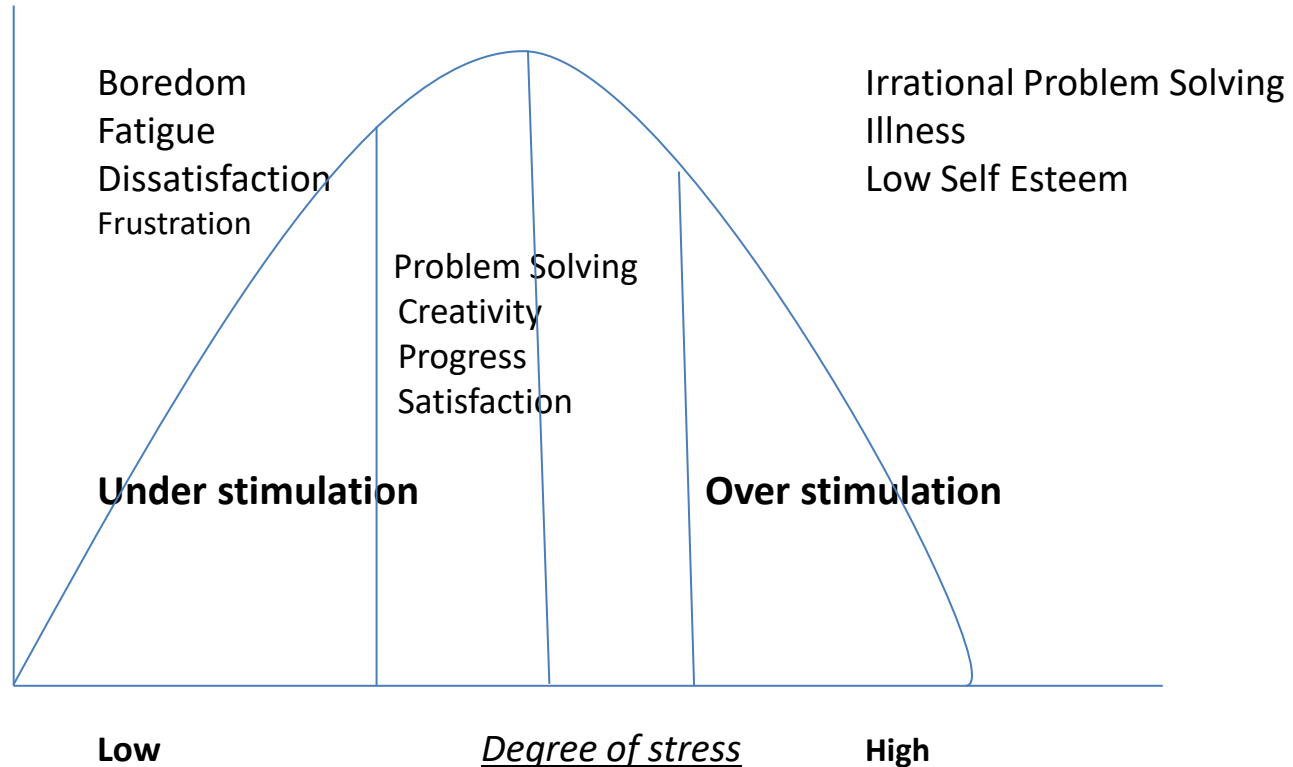 Boredom
Fatigue
Dissatisfaction
Frustration
Irrational Problem Solving
Illness
Low Self Esteem
Problem Solving
Creativity
Progress
Satisfaction
Under stimulation
Over stimulation
Low
Degree of stress
High